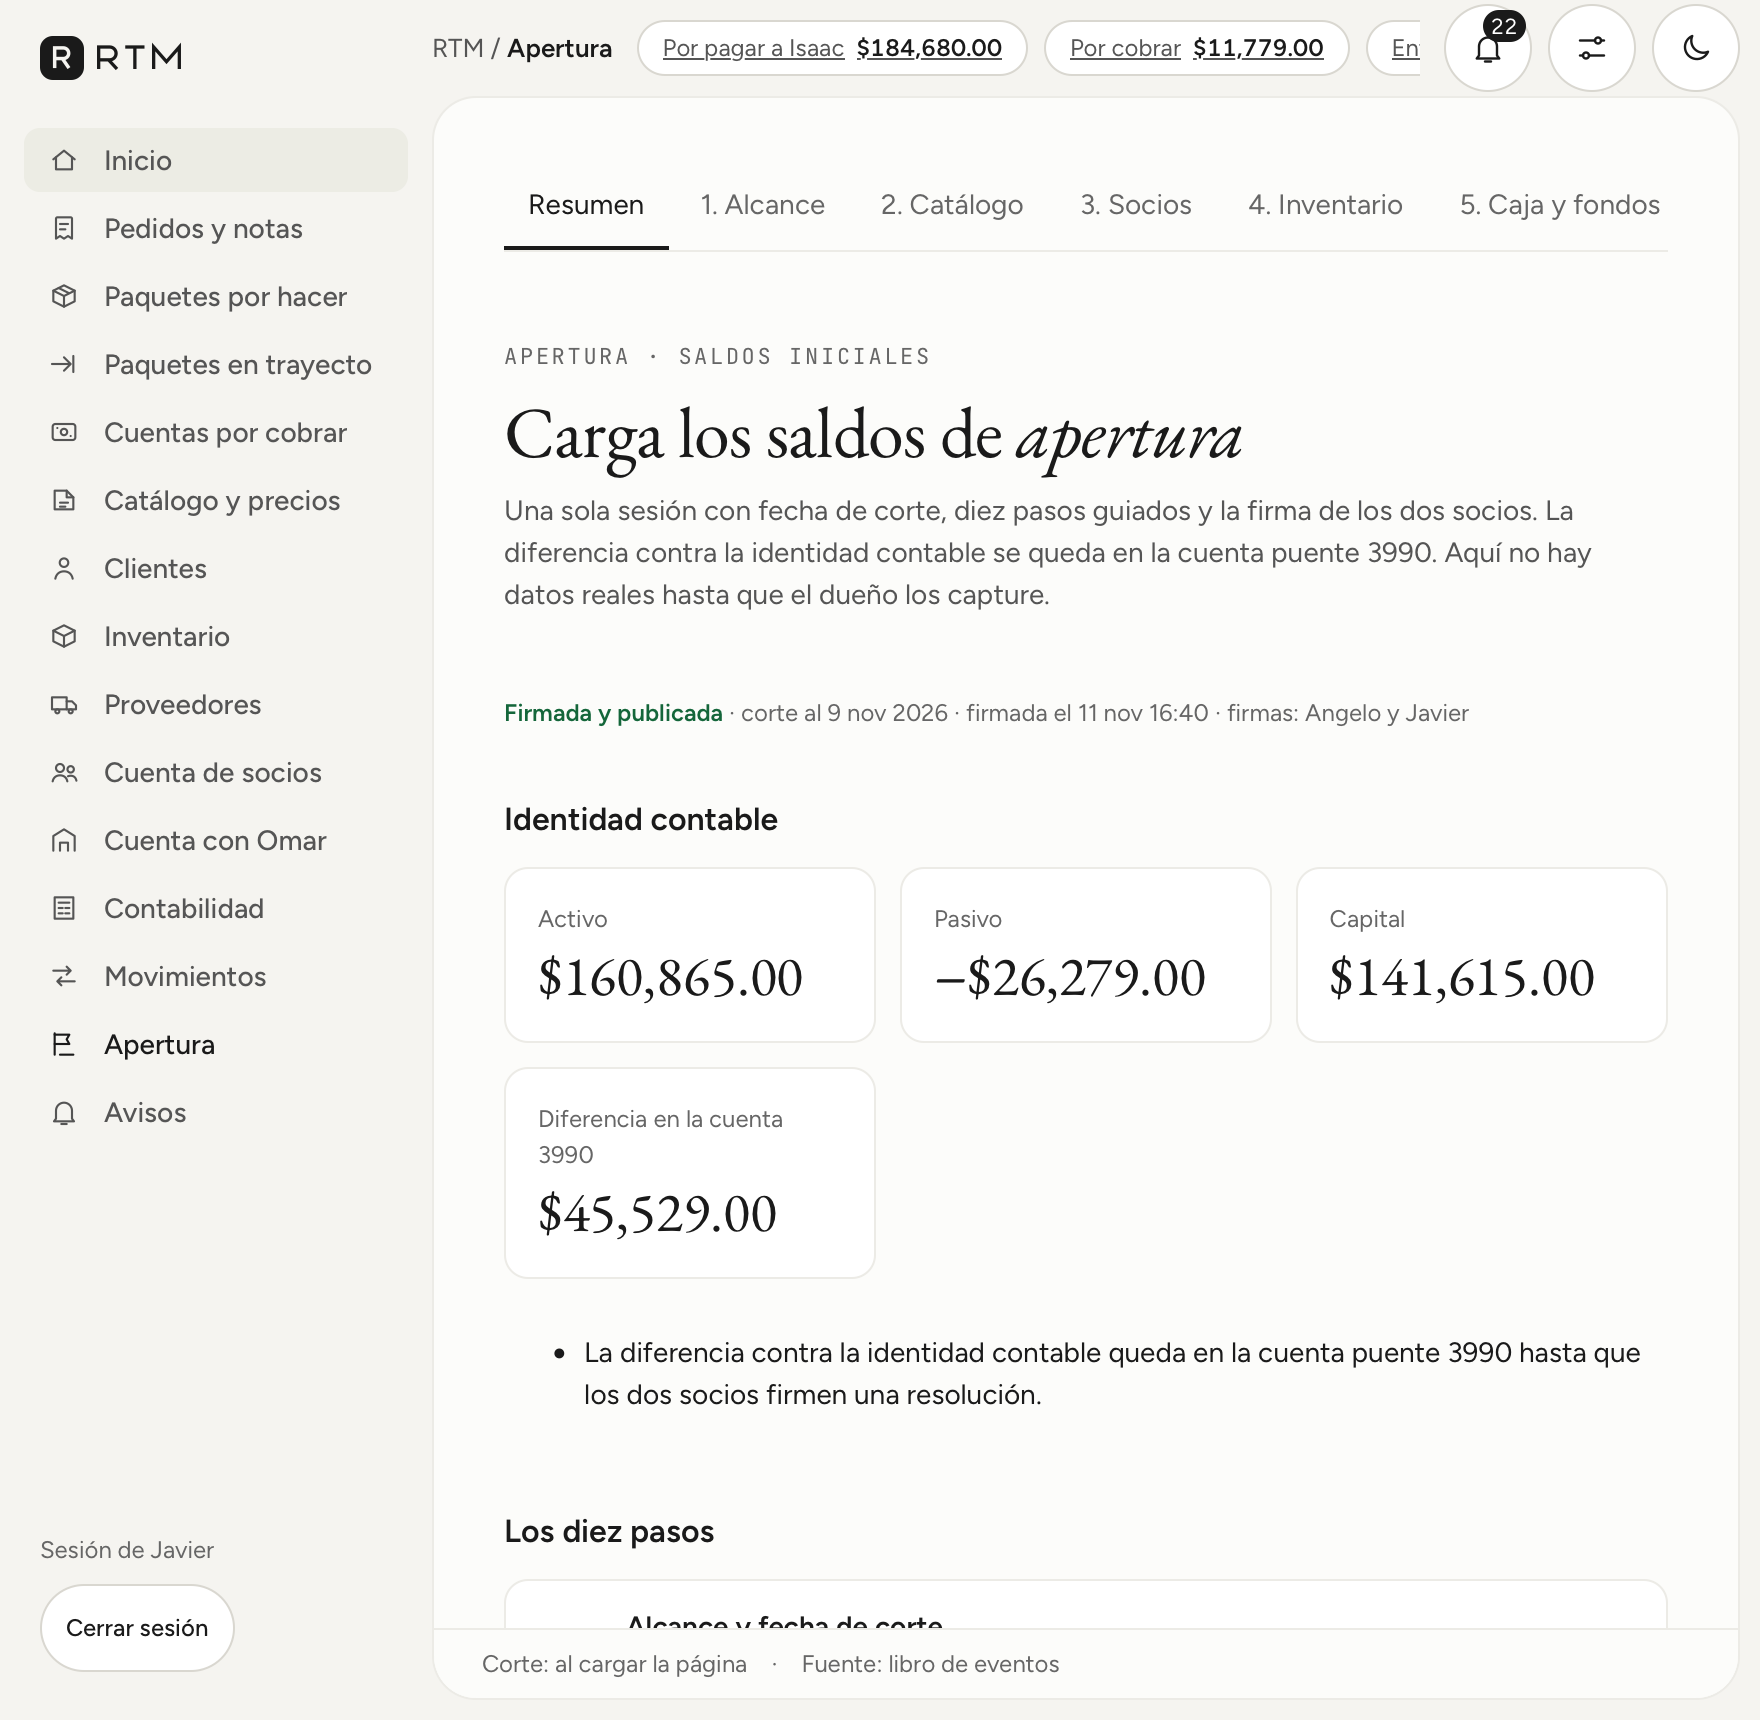 R RTM
Inicio
Pedidos y notas
Paquetes por hacer
Paquetes en trayecto
Cuentas por cobrar
Catálogo y precios
Clientes
Inventario
Proveedores
Cuenta de socios
Cuenta con Omar
Contabilidad
Movimientos
Apertura
Avisos
Sesión de Javier
Cerrar sesión
RTM / Apertura
Por pagar a Isaac $184,680.00
Por cobrar $11,779.00
22
Resumen
1. Alcance
2. Catálogo
3. Socios
4. Inventario
5. Caja y fondos
APERTURA · SALDOS INICIALES
Carga los saldos de apertura
Una sola sesión con fecha de corte, diez pasos guiados y la firma de los dos socios. La
diferencia contra la identidad contable se queda en la cuenta puente 3990. Aquí no hay
datos reales hasta que el dueño los capture.
Firmada y publicada · corte al 9 nov 2026 · firmada el 11 nov 16:40 · firmas: Angelo y Javier
Identidad contable
Activo
$160,865.00
Pasivo
–$26,279.00
Capital
$141,615.00
Diferencia en la cuenta
3990
$45,529.00
• La diferencia contra la identidad contable queda en la cuenta puente 3990 hasta que
los dos socios firmen una resolución.
Los diez pasos
Alcance y fecha de corte
Corte: al cargar la página · Fuente: libro de eventos